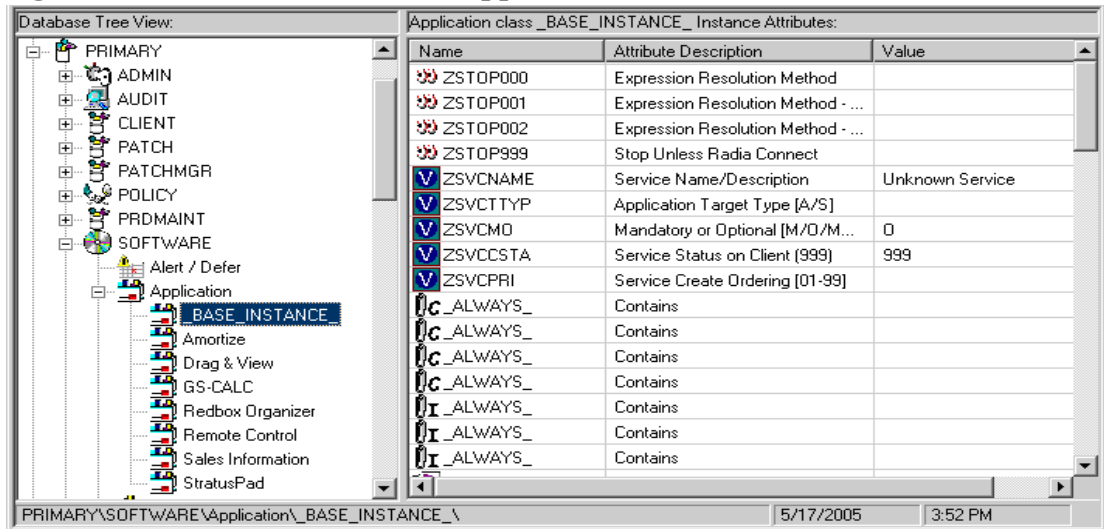 Database Tree View:
PRIMARY
ADMIN
AUDIT
CLIENT
PATCH
PATCHMGR
POLICY
PRDMAINT
SOFTWARE
Alert / Defer
Application
_BASE_INSTANCE_
Amortize
Drag & View
GS-CALC
Redbox Organizer
Remote Control
Sales Information
StratusPad
Application class _BASE_INSTANCE_ Instance Attributes:
Name Attribute Description Value
ZSTOP000 Expression Resolution Method
ZSTOP001 Expression Resolution Method - ...
ZSTOP002 Expression Resolution Method - ...
ZSTOP999 Stop Unless Radia Connect
V ZSVCNAME Service Name/Description Unknown Service
V ZSVCTTYP Application Target Type [A/S]
V ZSVCMO Mandatory or Optional [M/O/M... O
V ZSVCCSTA Service Status on Client (999) 999
V ZSVCPRI Service Create Ordering [01-99]
C _ALWAYS_ Contains
C _ALWAYS_ Contains
C _ALWAYS_ Contains
C _ALWAYS_ Contains
I _ALWAYS_ Contains
I _ALWAYS_ Contains
I _ALWAYS_ Contains
PRIMARY\SOFTWARE\Application\_BASE_INSTANCE_\ 5/17/2005 3:52 PM